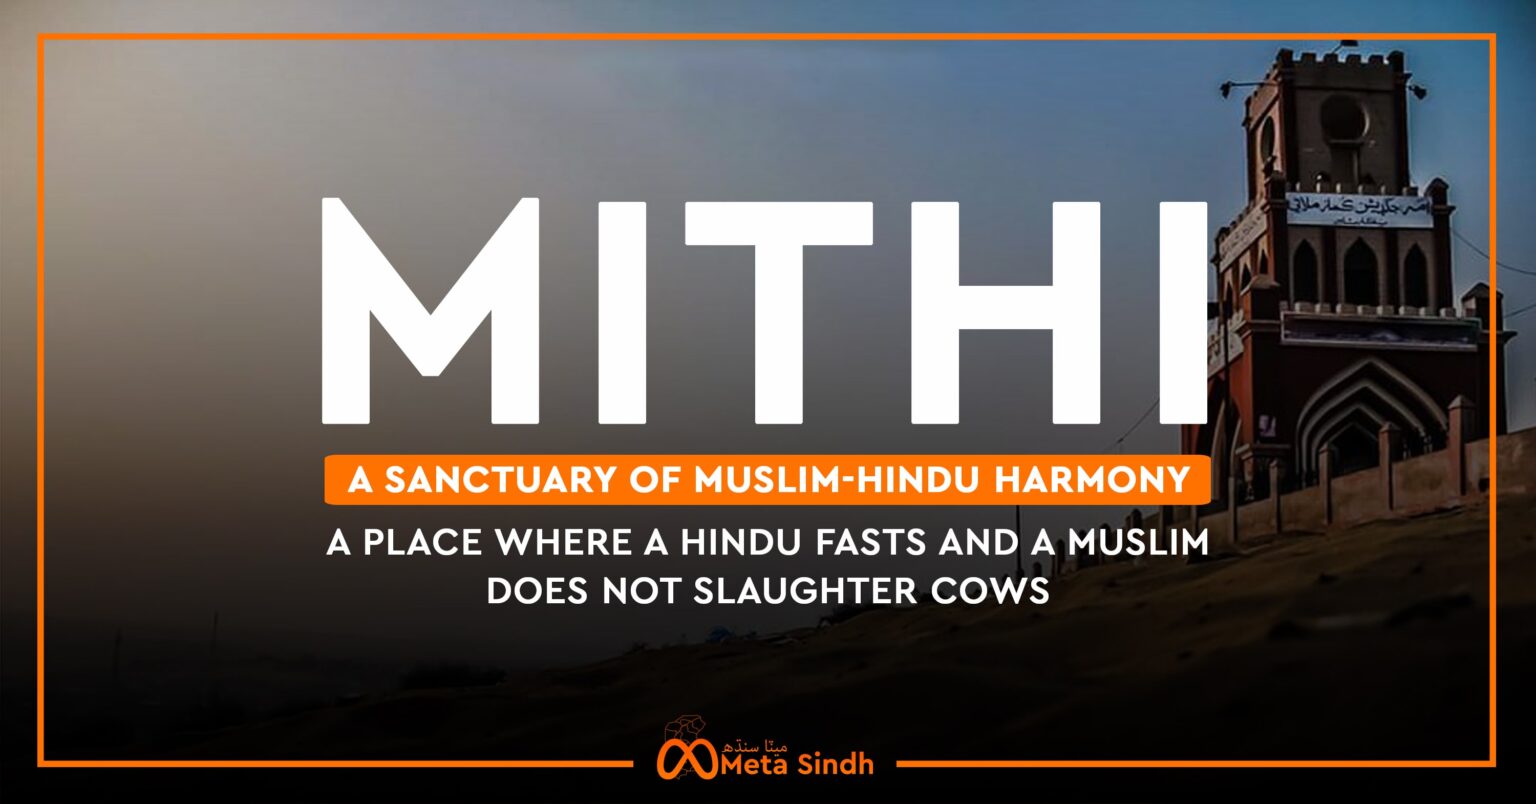 MITHI
A SANCTUARY OF MUSLIM-HINDU HARMONY
A PLACE WHERE A HINDU FASTS AND A MUSLIM
DOES NOT SLAUGHTER COWS
ميٽا سنڌ
Meta Sindh